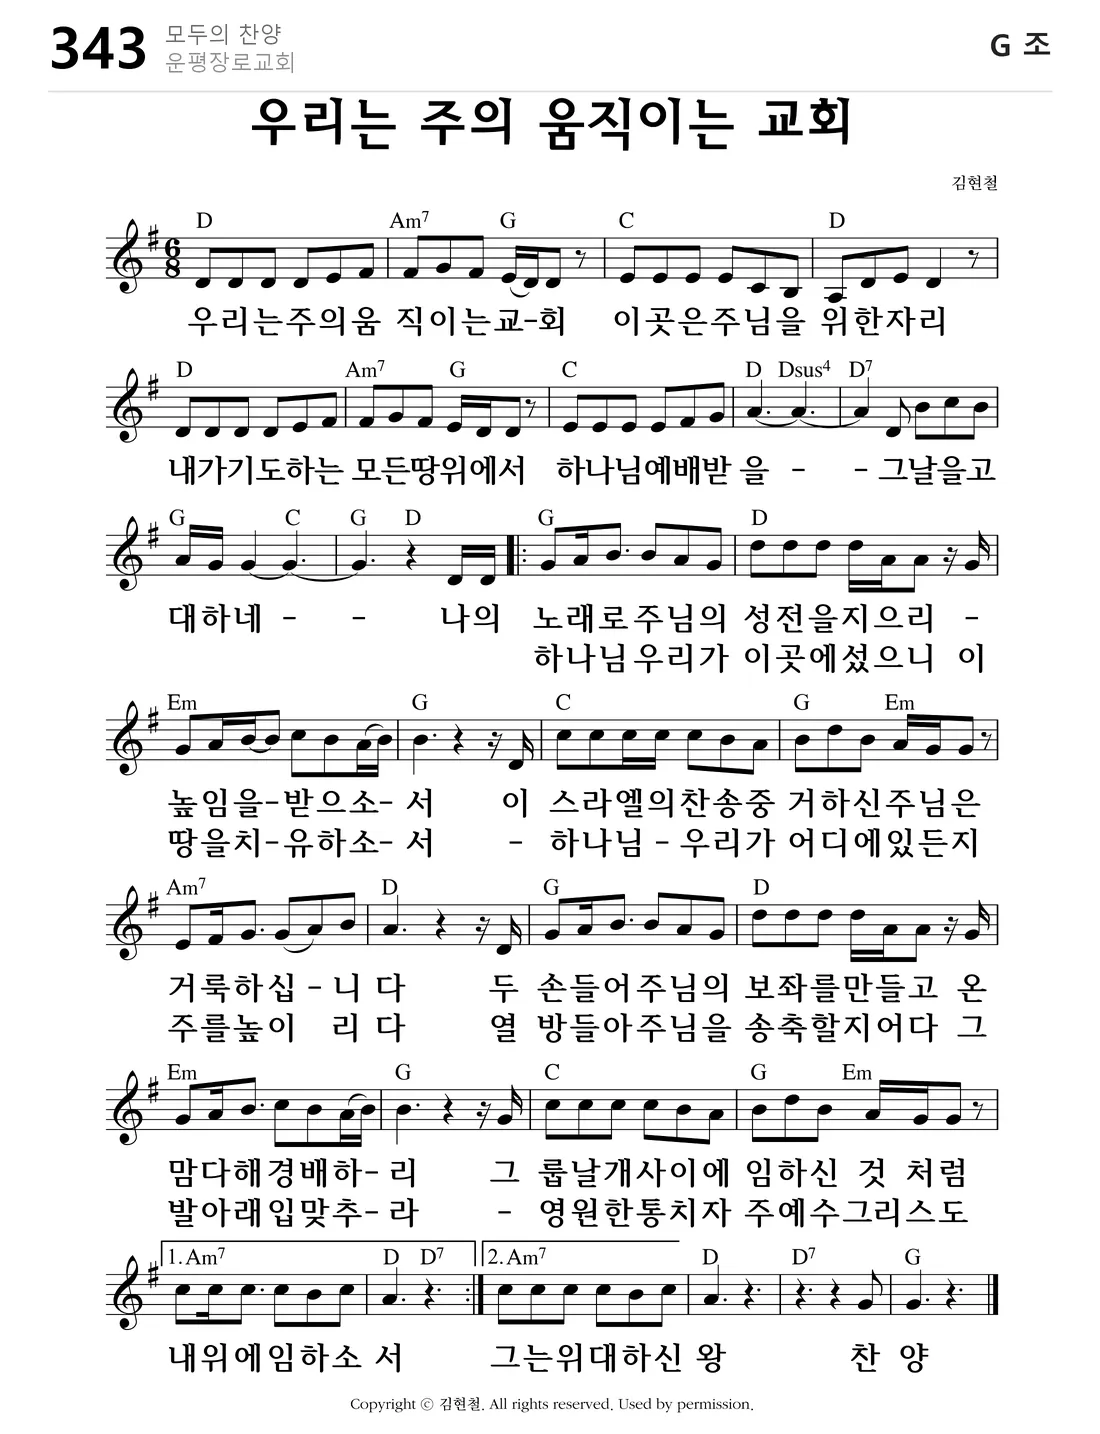 343 모두의 찬양
운평장로교회
G 조
우리는 주의 움직이는 교회
김현철
D Am7 G C D
우리는주의움 직이는교-회 이곳은주님을 위한자리
D Am7 G C D Dsus4 D7
내가기도하는 모든땅위에서 하나님예배받 을 - - 그날을고
G C G D G D
대하네 - - 나의 노래로주님의 성전을지으리 -
하나님우리가 이곳에섰으니 이
Em G C G Em
높임을-받으소- 서 이 스라엘의찬송중 거하신주님은
땅을치-유하소- 서 - 하나님 - 우리가 어디에있든지
Am7 D G D
거룩하십 - 니 다 두 손들어주님의 보좌를만들고 온
주를높이 리 다 열 방들아주님을 송축할지어다 그
Em G C G Em
맘다해경배하- 리 그 룹날개사이에 임하신 것 처럼
발아래입맞추- 라 - 영원한통치자 주예수그리스도
1. Am7 D D7 2. Am7 D D7 G
내위에임하소 서 그는위대하신 왕 찬 양
Copyright ⓒ 김현철. All rights reserved. Used by permission.